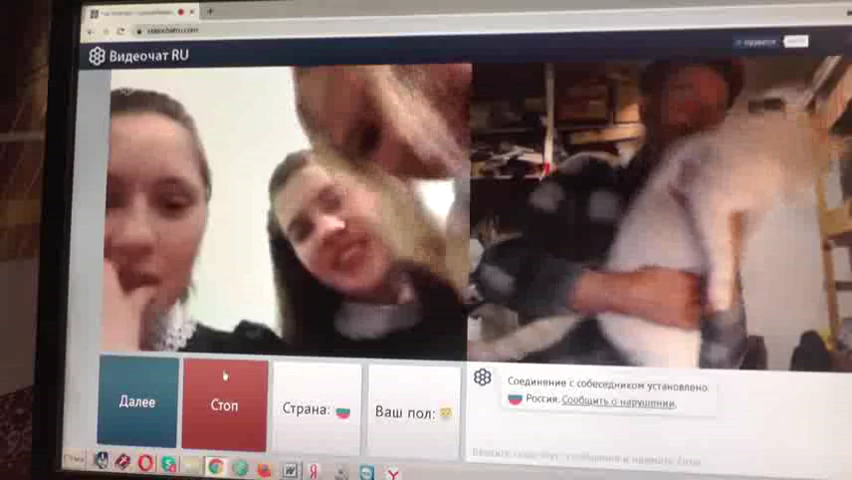 Видеочат RU
Далее
Стоп
Страна:
Ваш пол:
Соединение с собеседником установлено.
Россия. Сообщить о нарушении.